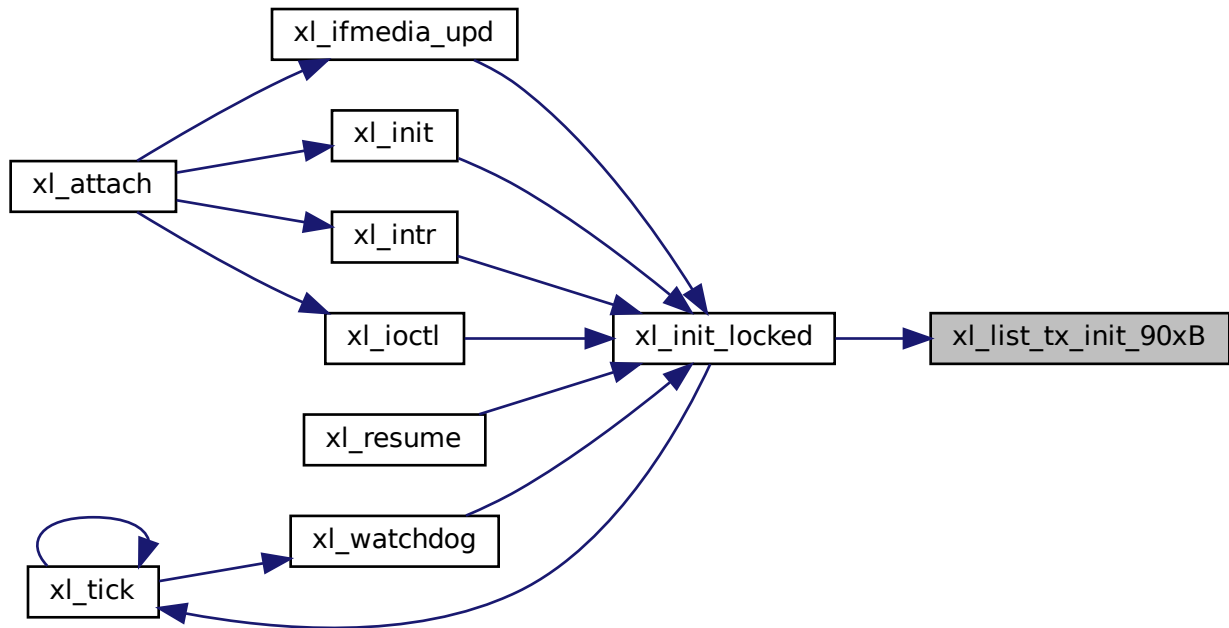 xl_ifmedia_upd
xl_init
xl_attach
xl_intr
xl_ioctl
xl_init_locked
xl_list_tx_init_90xB
xl_resume
xl_watchdog
xl_tick